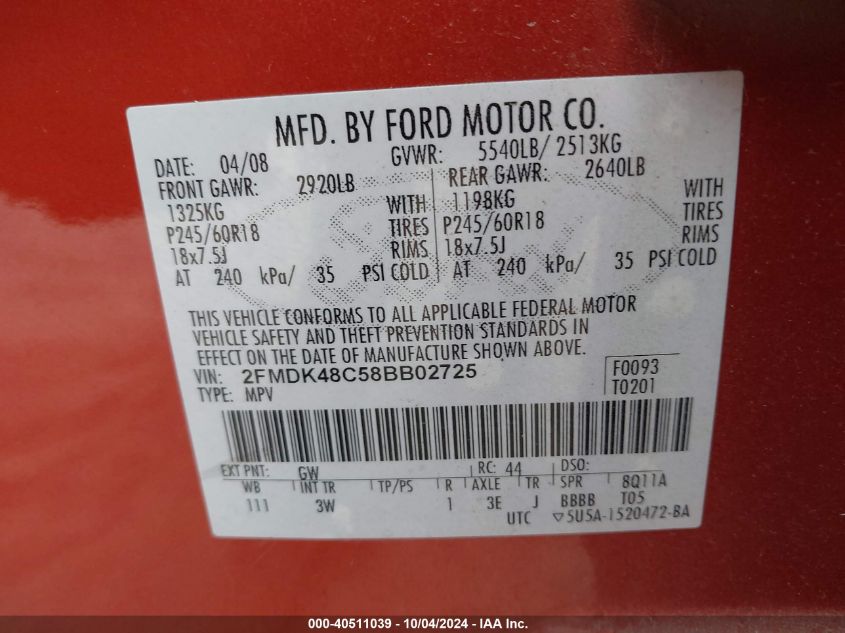 MFD. BY FORD MOTOR CO.
DATE: 04/08 GVWR: 5540LB/ 2513KG
FRONT GAWR: 2920LB REAR GAWR: 2640LB
1325KG WITH 1198KG WITH
P245/60R18 TIRES P245/60R18 TIRES
18x7.5J RIMS 18x7.5J RIMS
AT 240 kPa/ 35 PSI COLD AT 240 kPa/ 35 PSI COLD
THIS VEHICLE CONFORMS TO ALL APPLICABLE FEDERAL MOTOR
VEHICLE SAFETY AND THEFT PREVENTION STANDARDS IN
EFFECT ON THE DATE OF MANUFACTURE SHOWN ABOVE.
VIN: 2FMDK48C58BB02725 F0093
TYPE: MPV T0201
EXT PNT: GW RC: 44 DSO:
WB INT TR TP/PS R AXLE TR SPR 8Q11A
111 3W 1 3E J BBBB T05
UTC ▽5U5A-1520472-BA
000-40511039 - 10/04/2024 - IAA Inc.